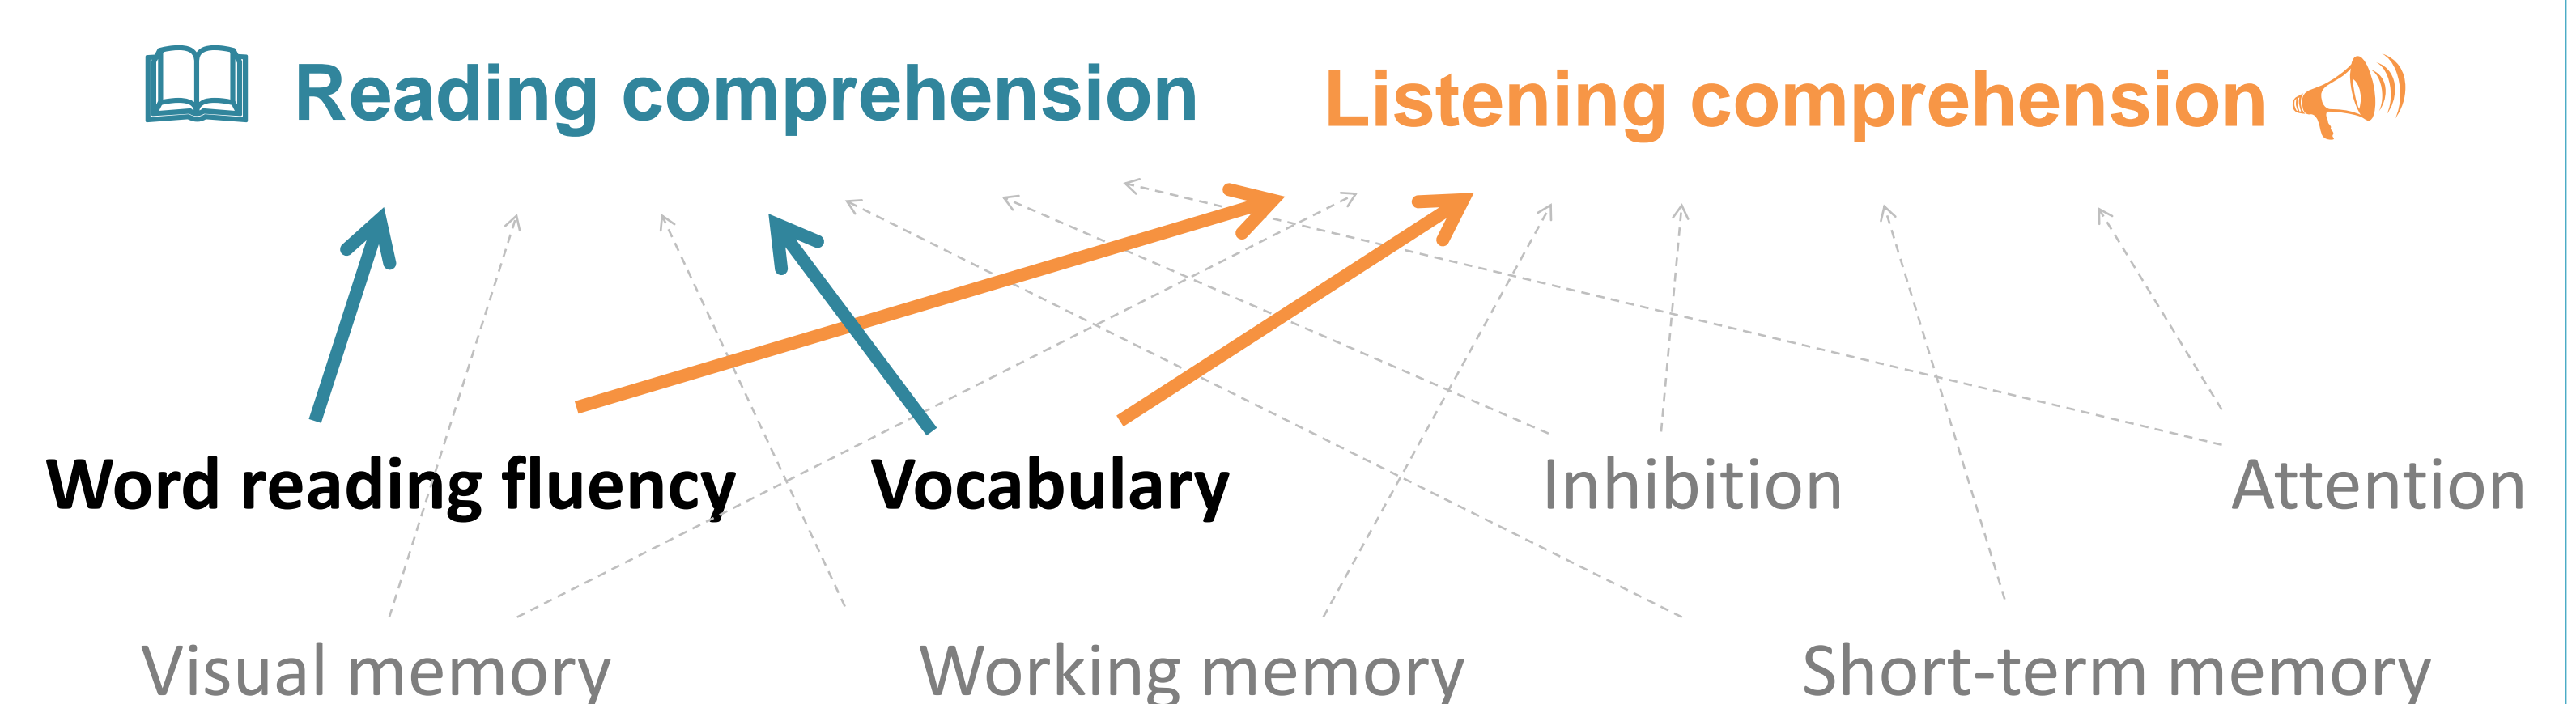 Reading comprehension
Listening comprehension
Word reading fluency
Vocabulary
Inhibition
Attention
Visual memory
Working memory
Short-term memory